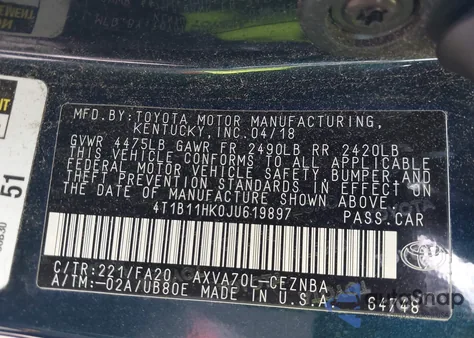 MFD.BY:TOYOTA MOTOR MANUFACTURING,
KENTUCKY,INC.04/18
GVWR 4475LB GAWR FR 2490LB RR 2420LB
THIS VEHICLE CONFORMS TO ALL APPLICABLE
FEDERAL MOTOR VEHICLE SAFETY,BUMPER,AND
THEFT PREVENTION STANDARDS IN EFFECT ON
THE DATE OF MANUFACTURE SHOWN ABOVE.
4T1B11HK0JU619897 PASS.CAR
C/TR:221/FA20 AXVA70L-CEZNBA
A/TM:-02A/UB80E MADE IN U.S.A. 64748
TOYOTA
51
AutoSnap